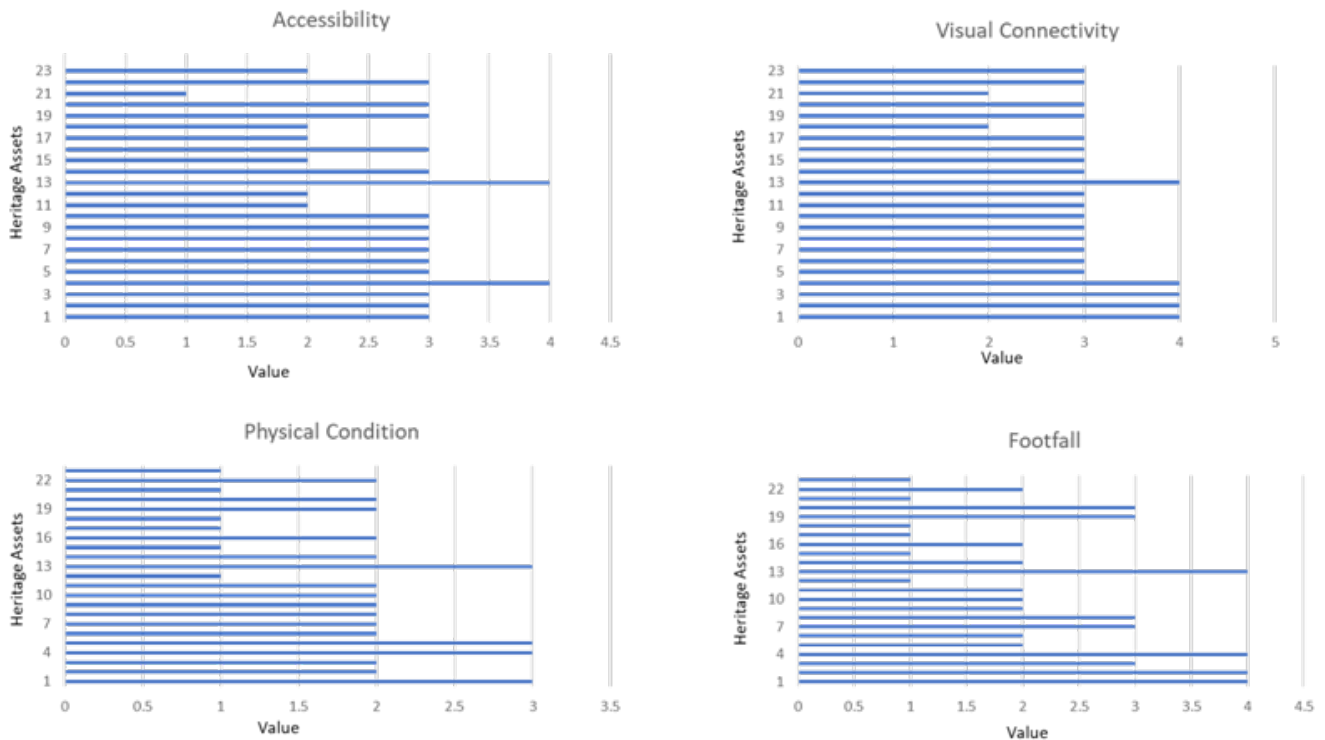 Accessibility
Heritage Assets
23
21
19
17
15
13
11
9
7
5
3
1
0 0.5 1 1.5 2 2.5 3 3.5 4 4.5
Value
Visual Connectivity
Heritage Assets
23
21
19
17
15
13
11
9
7
5
3
1
0 1 2 3 4 5
Value
Physical Condition
Heritage Assets
22
19
16
13
10
7
4
1
0 0.5 1 1.5 2 2.5 3 3.5
Value
Footfall
Heritage Assets
22
19
16
13
10
7
4
1
0 0.5 1 1.5 2 2.5 3 3.5 4 4.5
Value